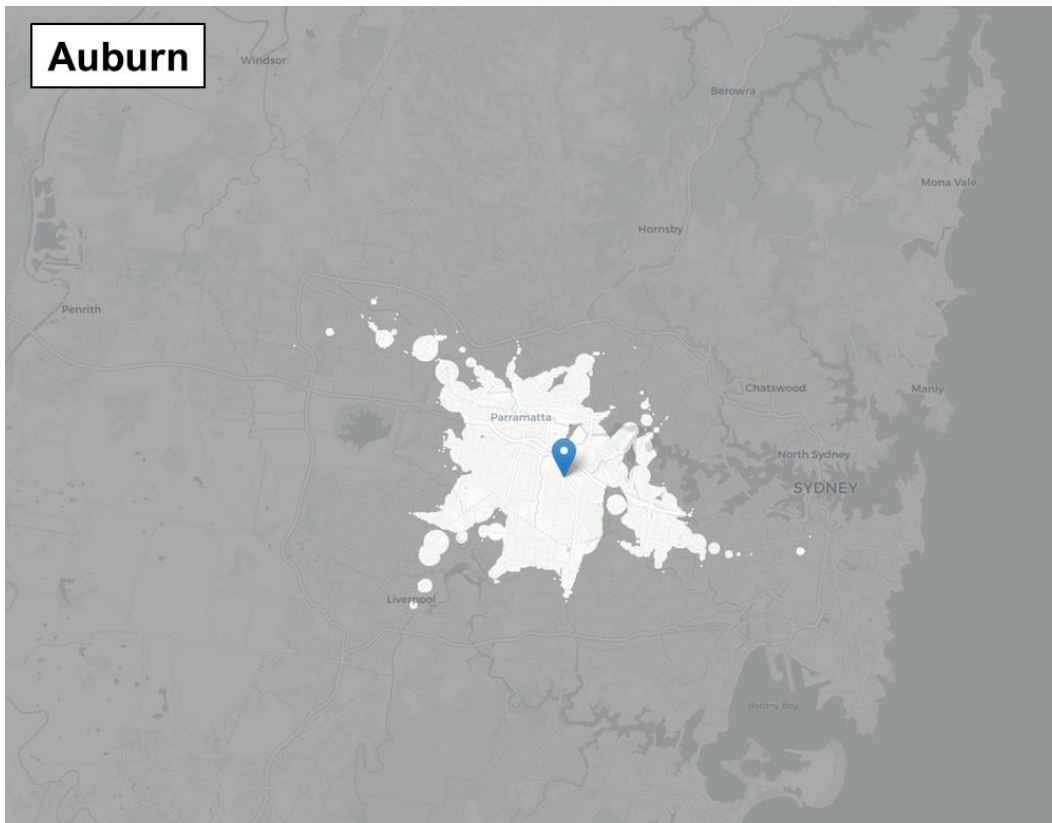 Auburn
Windsor
Berowra
Mona Vale
Hornsby
Penrith
Chatswood
Manly
Parramatta
North Sydney
SYDNEY
Liverpool
Botany Bay